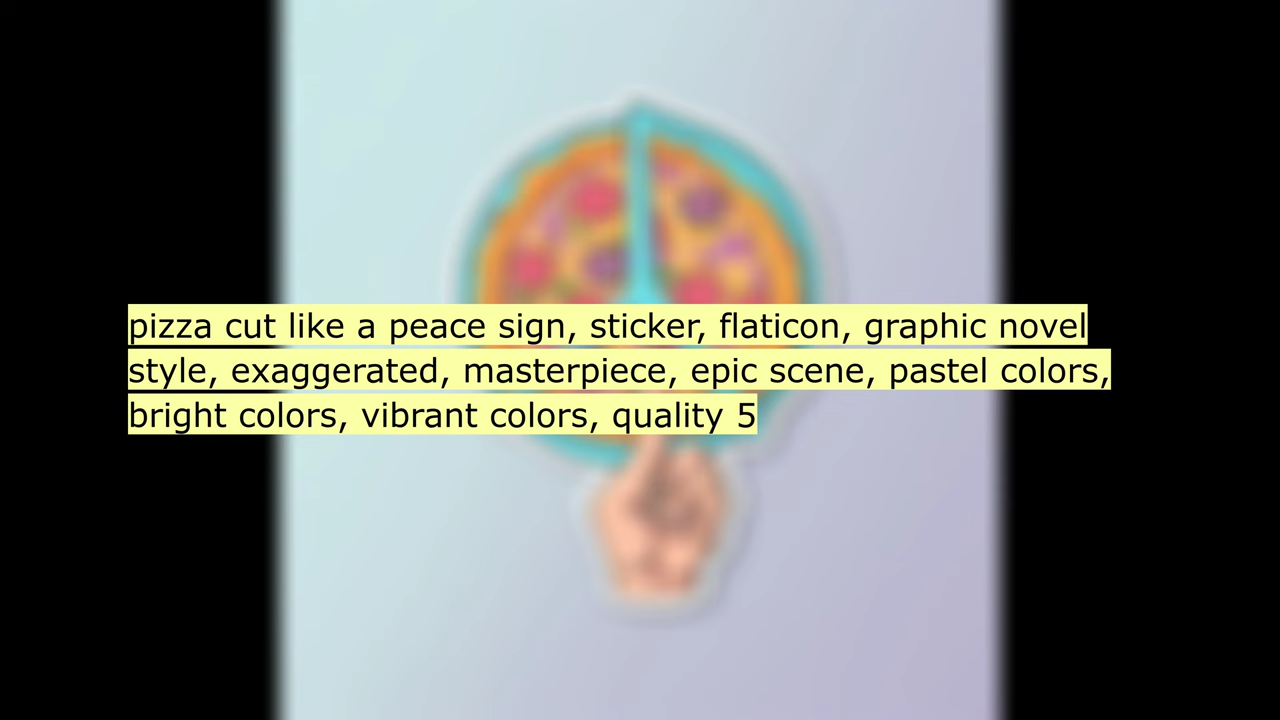 pizza cut like a peace sign, sticker, flaticon, graphic novel
style, exaggerated, masterpiece, epic scene, pastel colors,
bright colors, vibrant colors, quality 5